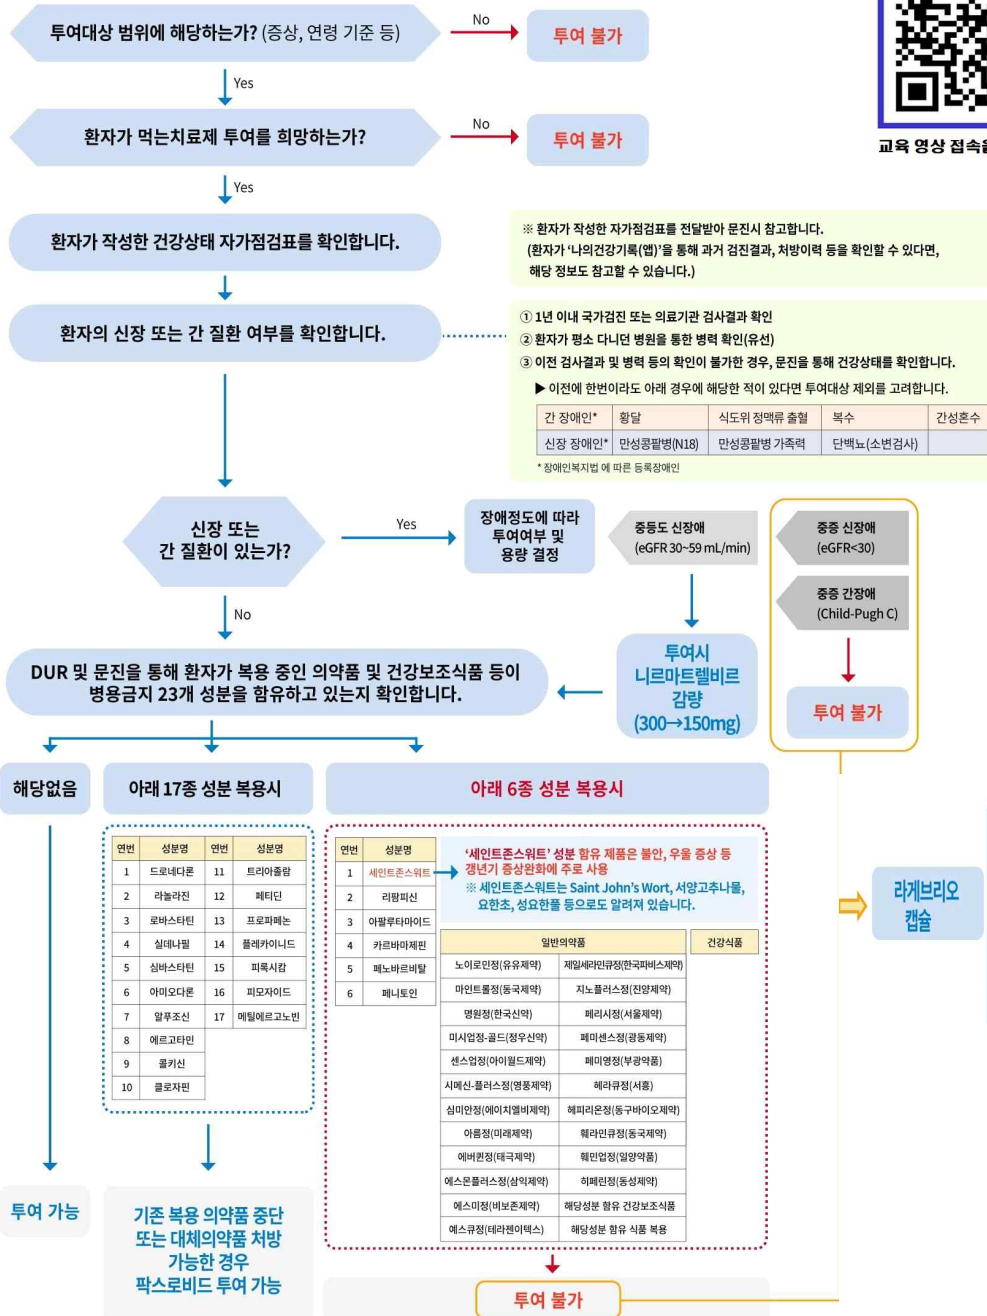 투여대상 범위에 해당하는가? (증상, 연령 기준 등)
No
투여 불가
Yes
환자가 먹는치료제 투여를 희망하는가?
No
투여 불가
교육 영상 접속을
Yes
환자가 작성한 건강상태 자가점검표를 확인합니다.
※ 환자가 작성한 자가점검표를 전달받아 문진시 참고합니다.
(환자가 '나의건강기록(앱)'을 통해 과거 검진결과, 처방이력 등을 확인할 수 있다면,
해당 정보도 참고할 수 있습니다.)
환자의 신장 또는 간 질환 여부를 확인합니다.
① 1년 이내 국가검진 또는 의료기관 검사결과 확인
② 환자가 평소 다니던 병원을 통한 병력 확인(유선)
③ 이전 검사결과 및 병력 등의 확인이 불가한 경우, 문진을 통해 건강상태를 확인합니다.
▶ 이전에 한번이라도 아래 경우에 해당한 적이 있다면 투여대상 제외를 고려합니다.
간 장애인* 황달 식도위 정맥류 출혈 복수 간성혼수
신장 장애인* 만성콩팥병(N18) 만성콩팥병 가족력 단백뇨(소변검사)
* 장애인복지법 에 따른 등록장애인
신장 또는
간 질환이 있는가?
Yes
장애정도에 따라
투여여부 및
용량 결정
중등도 신장애
(eGFR 30~59 mL/min)
중증 신장애
(eGFR<30)
중증 간장애
(Child-Pugh C)
No
투여시
니르마트렐비르
감량
(300→150mg)
투여 불가
DUR 및 문진을 통해 환자가 복용 중인 의약품 및 건강보조식품 등이
병용금지 23개 성분을 함유하고 있는지 확인합니다.
해당없음
아래 17종 성분 복용시
아래 6종 성분 복용시
연번 성분명 연번 성분명
1 드로네다론 11 트리아졸람
2 라놀라진 12 페티딘
3 로바스타틴 13 프로파페논
4 실데나필 14 플레카이니드
5 심바스타틴 15 피록시캄
6 아미오다론 16 피모자이드
7 알푸조신 17 메틸에르고노빈
8 에르고타민
9 콜키신
10 클로자핀
연번 성분명
1 세인트존스워트
2 리팜피신
3 아팔루타마이드
4 카르바마제핀
5 페노바르비탈
6 페니토인
'세인트존스워트' 성분 함유 제품은 불안, 우울 증상 등
갱년기 증상완화에 주로 사용
※ 세인트존스워트는 Saint John's Wort, 서양고추나물,
요한초, 성요한풀 등으로도 알려져 있습니다.
일반의약품 건강식품
노이로민정(유유제약) 제일세라민큐정(한국파비스제약)
마인트롤정(동국제약) 지노플러스정(진양제약)
명원정(한국신약) 페리시정(서울제약)
미시업정-골드(정우신약) 페미센스정(광동제약)
센스업정(아이월드제약) 페미영정(부광약품)
시메신-플러스정(영풍제약) 헤라큐정(서흥)
심미안정(에이치엘비제약) 헤피리온정(동구바이오제약)
아름정(미래제약) 훼라민큐정(동국제약)
에버퀸정(태극제약) 훼민업정(일양약품)
에스몬플러스정(삼익제약) 히페린정(동성제약)
에스미정(비보존제약) 해당성분 함유 건강보조식품
예스큐정(테라젠이텍스) 해당성분 함유 식품 복용
라게브리오
캡슐
투여 가능
기존 복용 의약품 중단
또는 대체의약품 처방
가능한 경우
팍스로비드 투여 가능
투여 불가